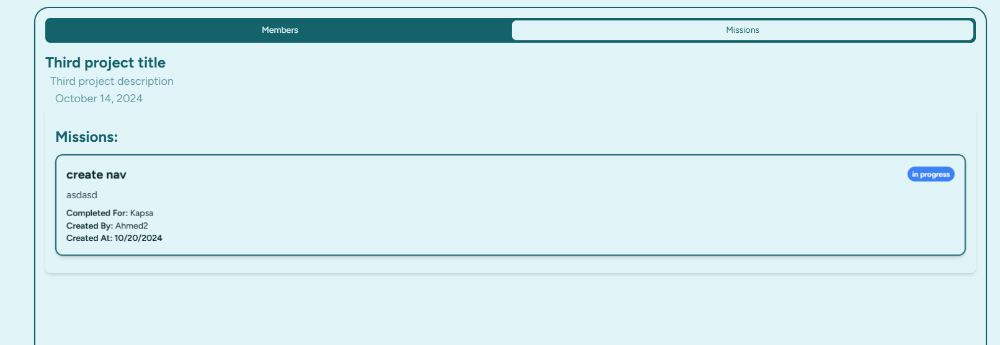 Members
Missions
Third project title
Third project description
October 14, 2024
Missions:
create nav
in progress
asdasd
Completed For: Kapsa
Created By: Ahmed2
Created At: 10/20/2024